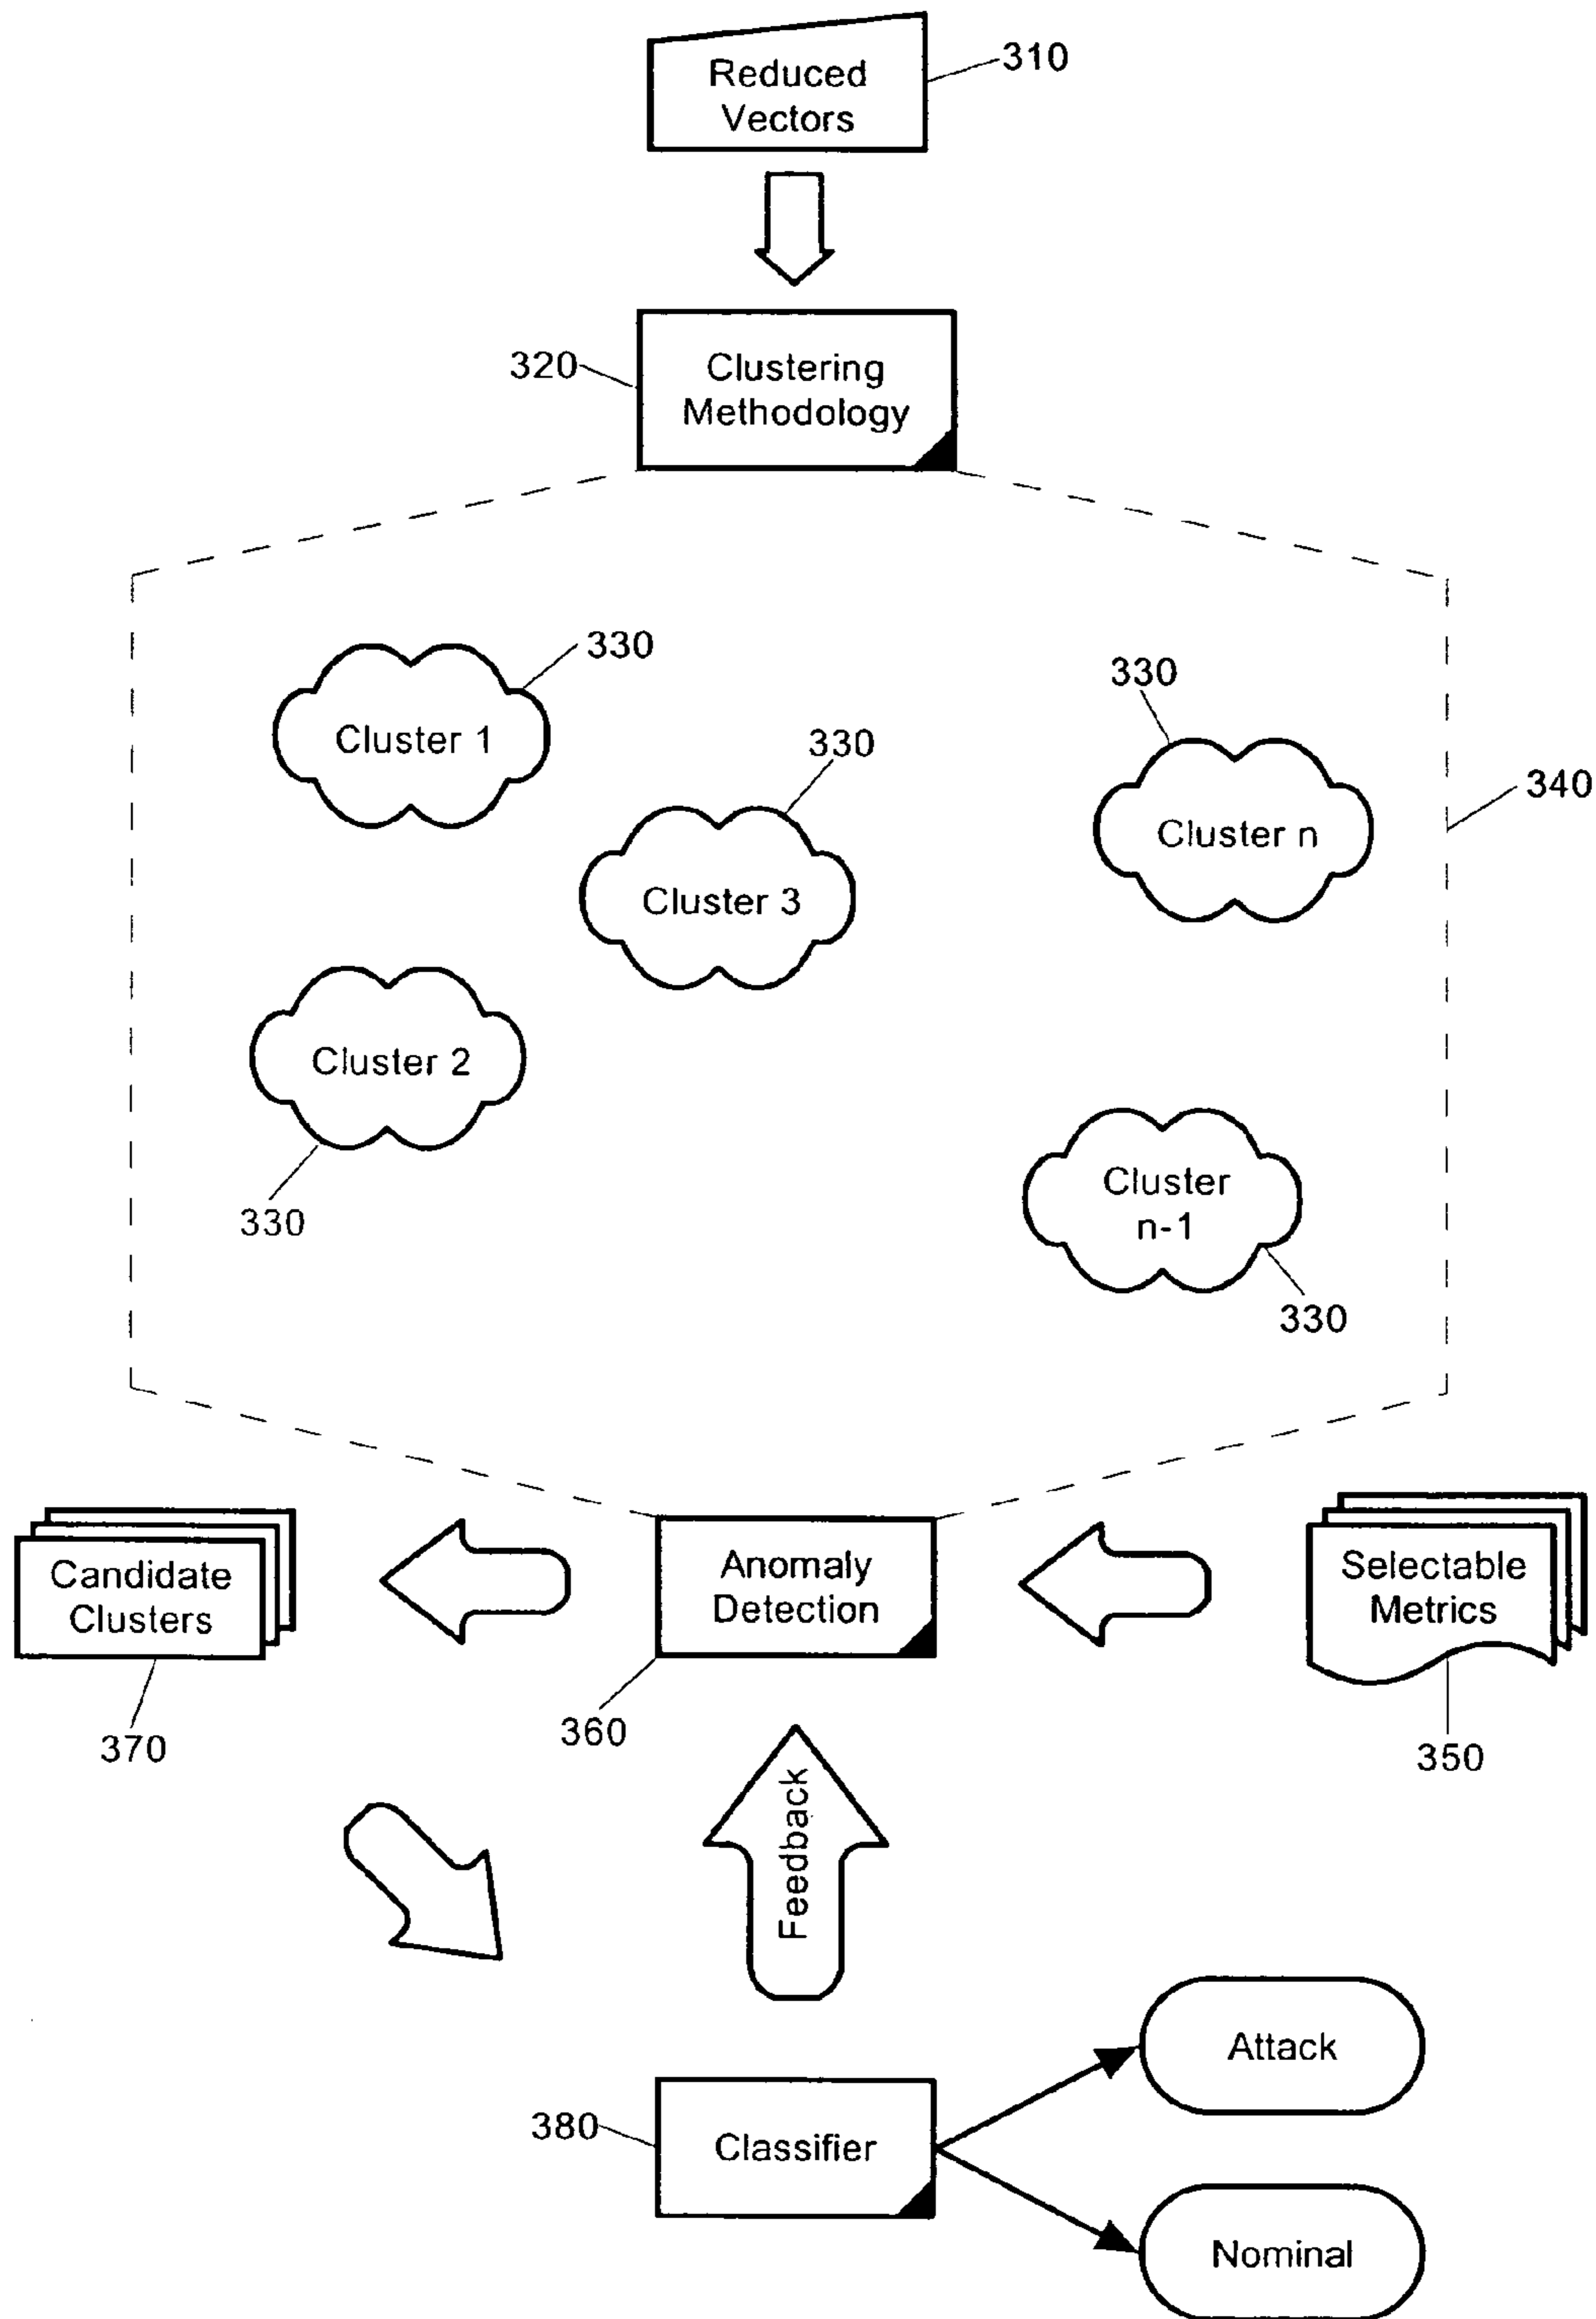 Reduced
Vectors
310
320
Clustering
Methodology
330
Cluster 1
330
Cluster 3
330
Cluster n
340
Cluster 2
330
Cluster
n-1
330
Candidate
Clusters
370
Anomaly
Detection
360
Selectable
Metrics
350
Feedback
380
Classifier
Attack
Nominal